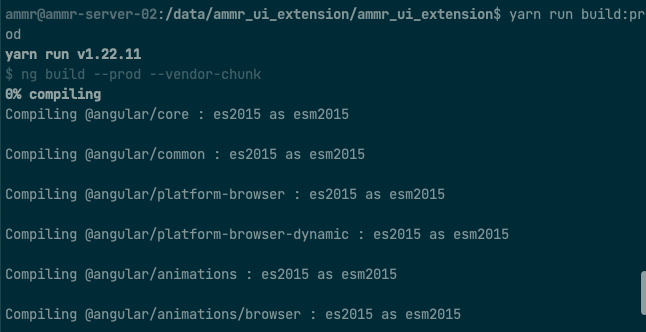 ammr@ammr-server-02:/data/ammr_ui_extension/ammr_ui_extension$ yarn run build:pr
od
yarn run v1.22.11
$ ng build --prod --vendor-chunk
0% compiling
Compiling @angular/core : es2015 as esm2015
Compiling @angular/common : es2015 as esm2015
Compiling @angular/platform-browser : es2015 as esm2015
Compiling @angular/platform-browser-dynamic : es2015 as esm2015
Compiling @angular/animations : es2015 as esm2015
Compiling @angular/animations/browser : es2015 as esm2015